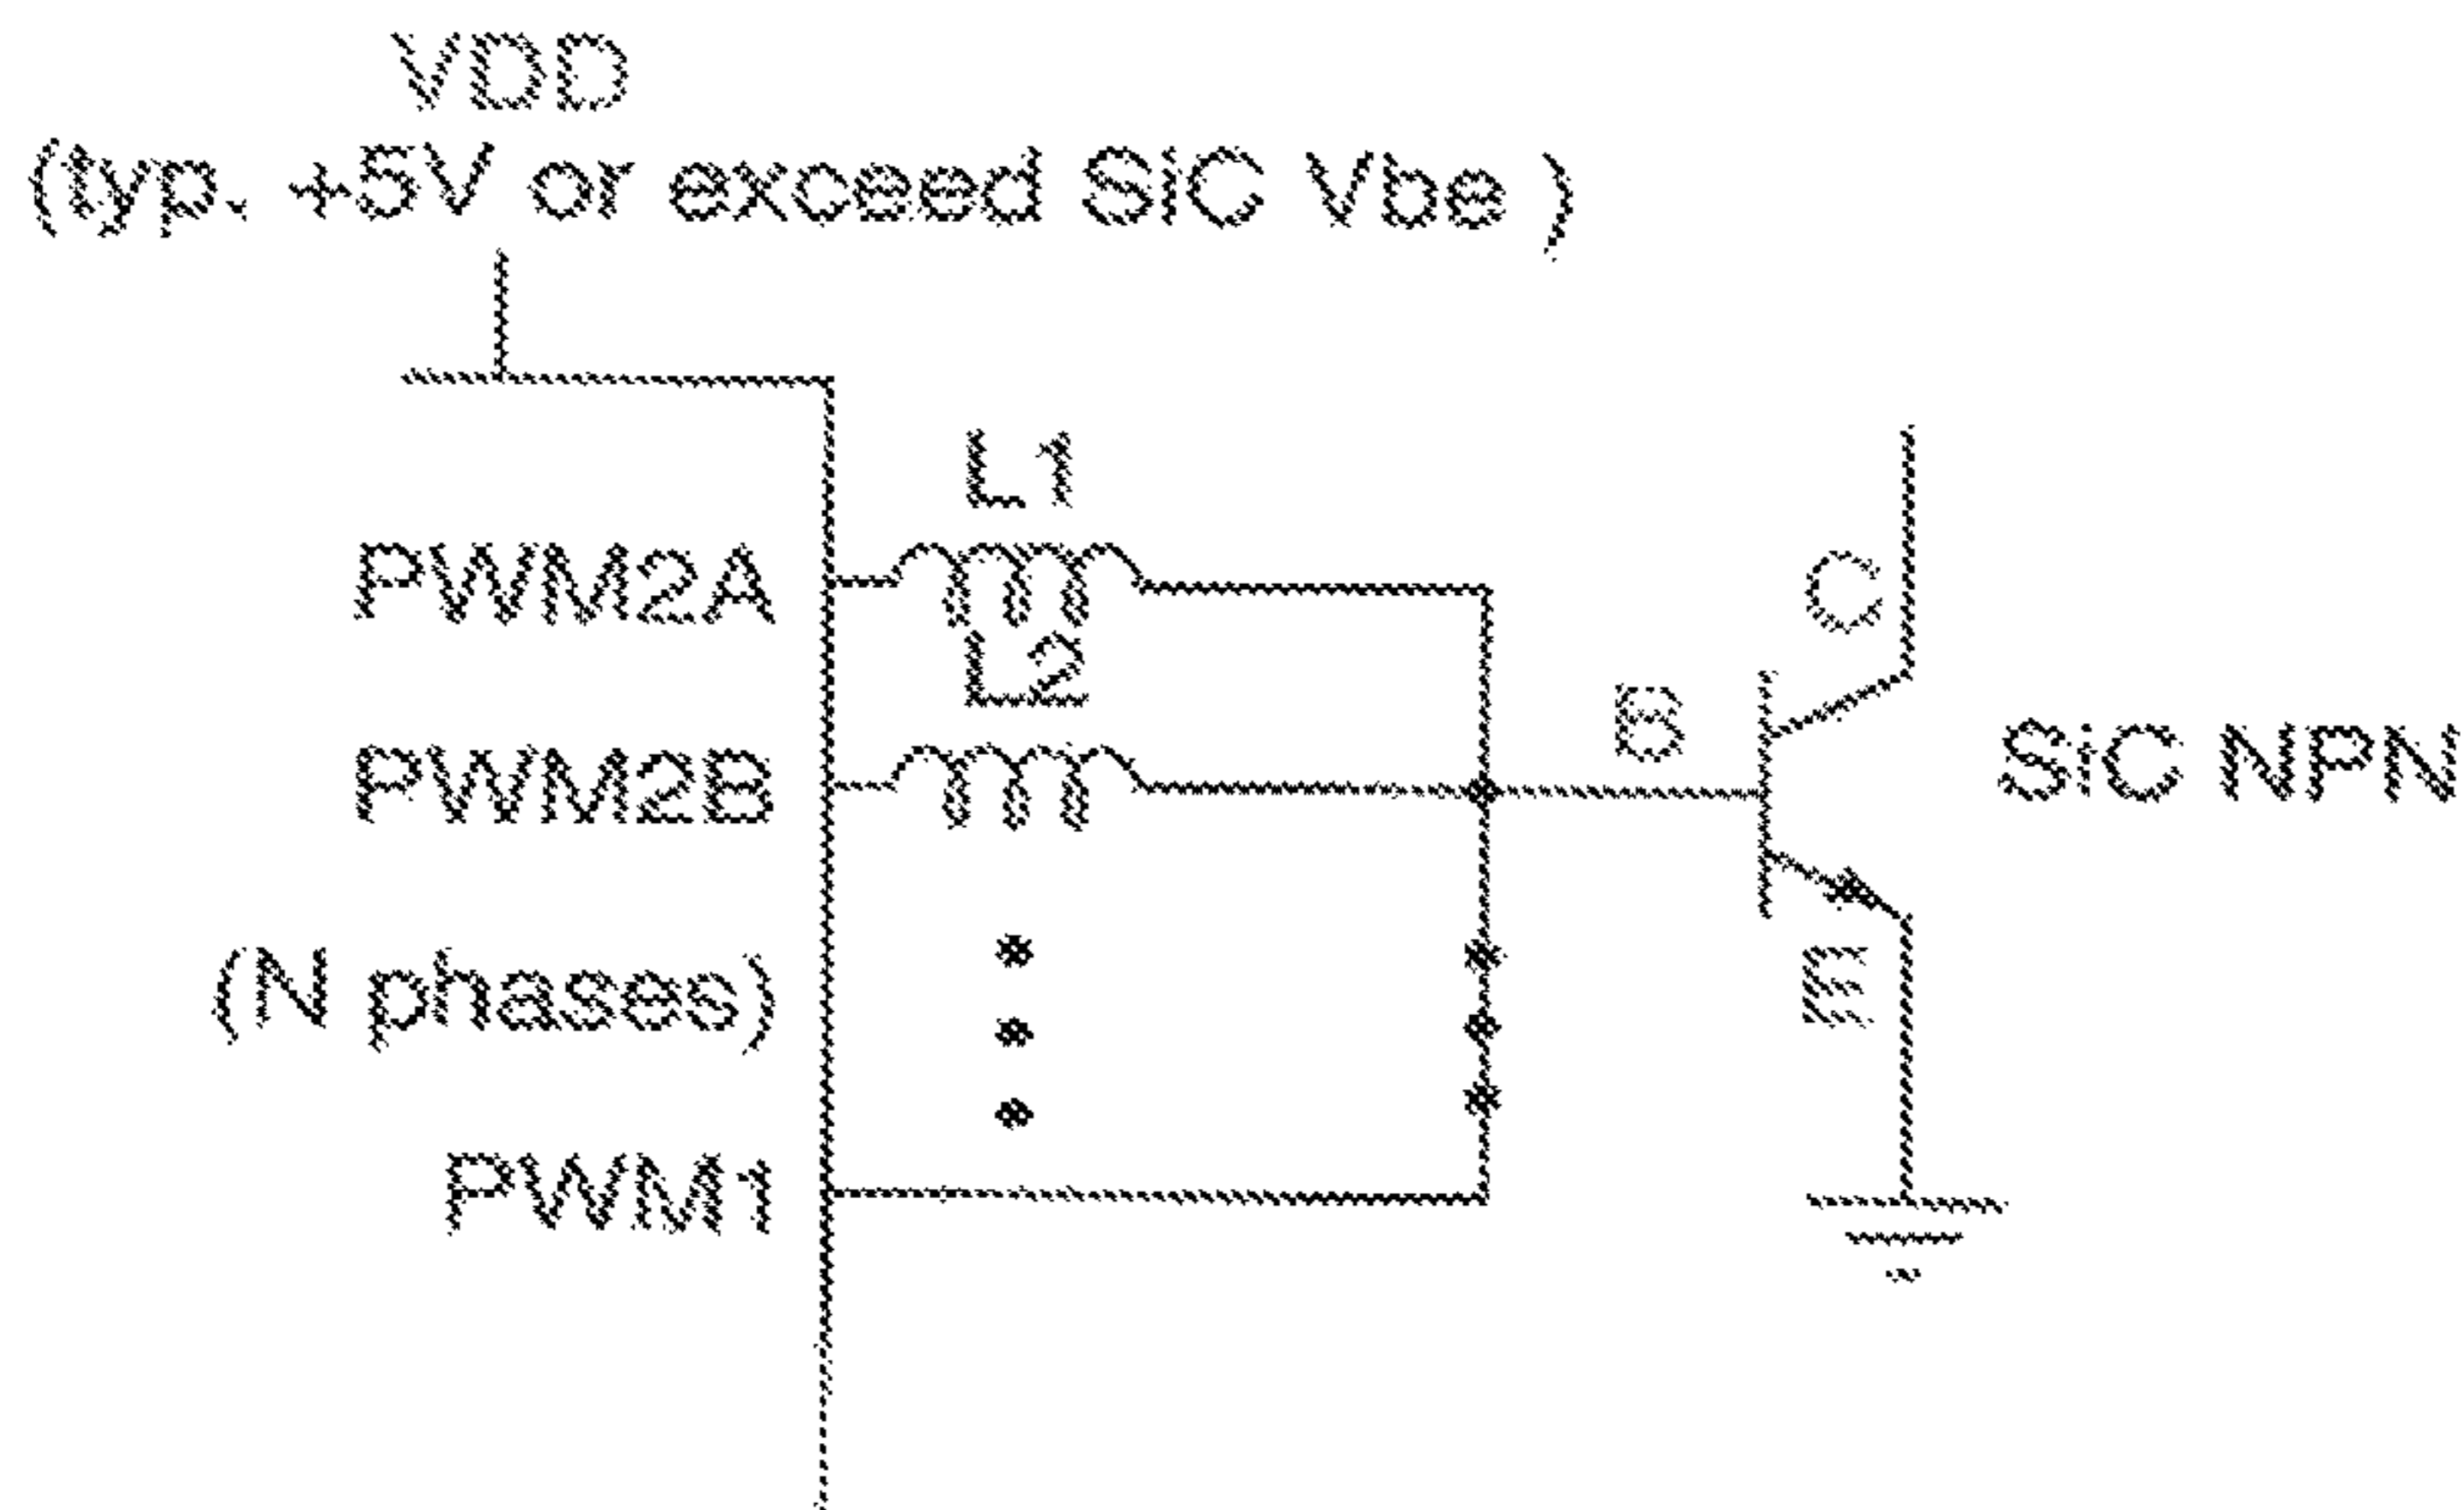 VDD
(typ. +5V or exceed SiC Vbe )
L1
PWM2A
C
L2
B
PWM2B
SiC NPN
(N phases)
E
PWM1